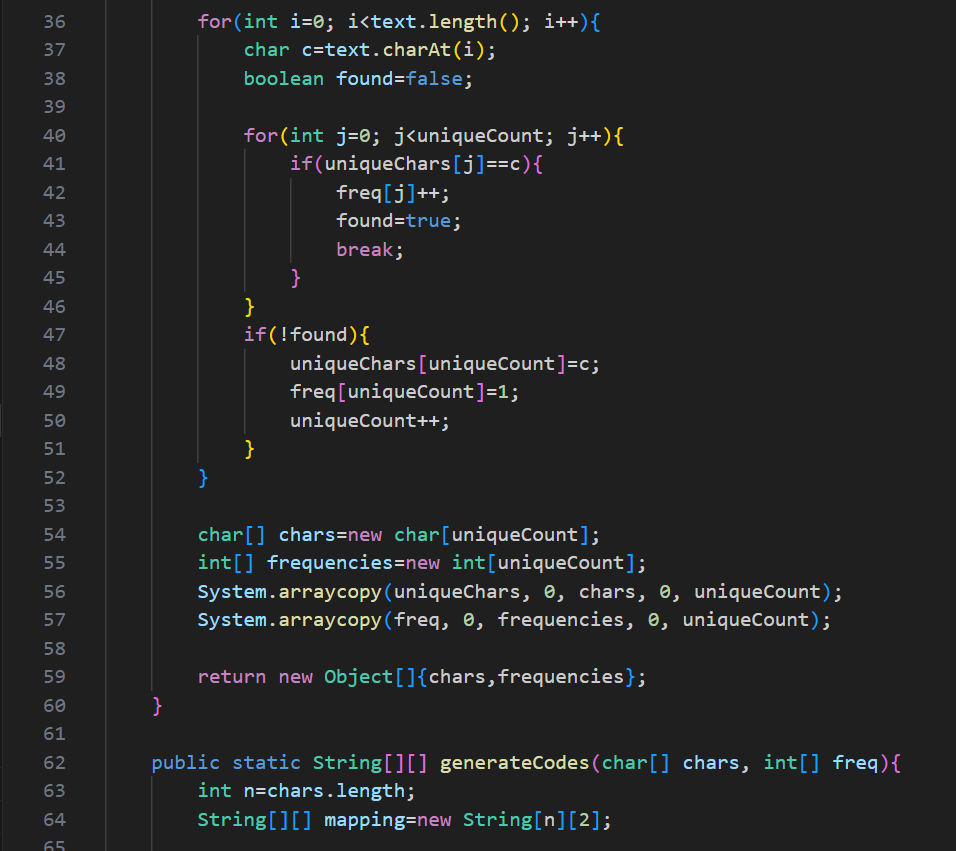 36 for(int i=0; i<text.length(); i++){
37 char c=text.charAt(i);
38 boolean found=false;
39
40 for(int j=0; j<uniqueCount; j++){
41 if(uniqueChars[j]==c){
42 freq[j]++;
43 found=true;
44 break;
45 }
46 }
47 if(!found){
48 uniqueChars[uniqueCount]=c;
49 freq[uniqueCount]=1;
50 uniqueCount++;
51 }
52 }
53
54 char[] chars=new char[uniqueCount];
55 int[] frequencies=new int[uniqueCount];
56 System.arraycopy(uniqueChars, 0, chars, 0, uniqueCount);
57 System.arraycopy(freq, 0, frequencies, 0, uniqueCount);
58
59 return new Object[]{chars,frequencies};
60 }
61
62 public static String[][] generateCodes(char[] chars, int[] freq){
63 int n=chars.length;
64 String[][] mapping=new String[n][2];
65